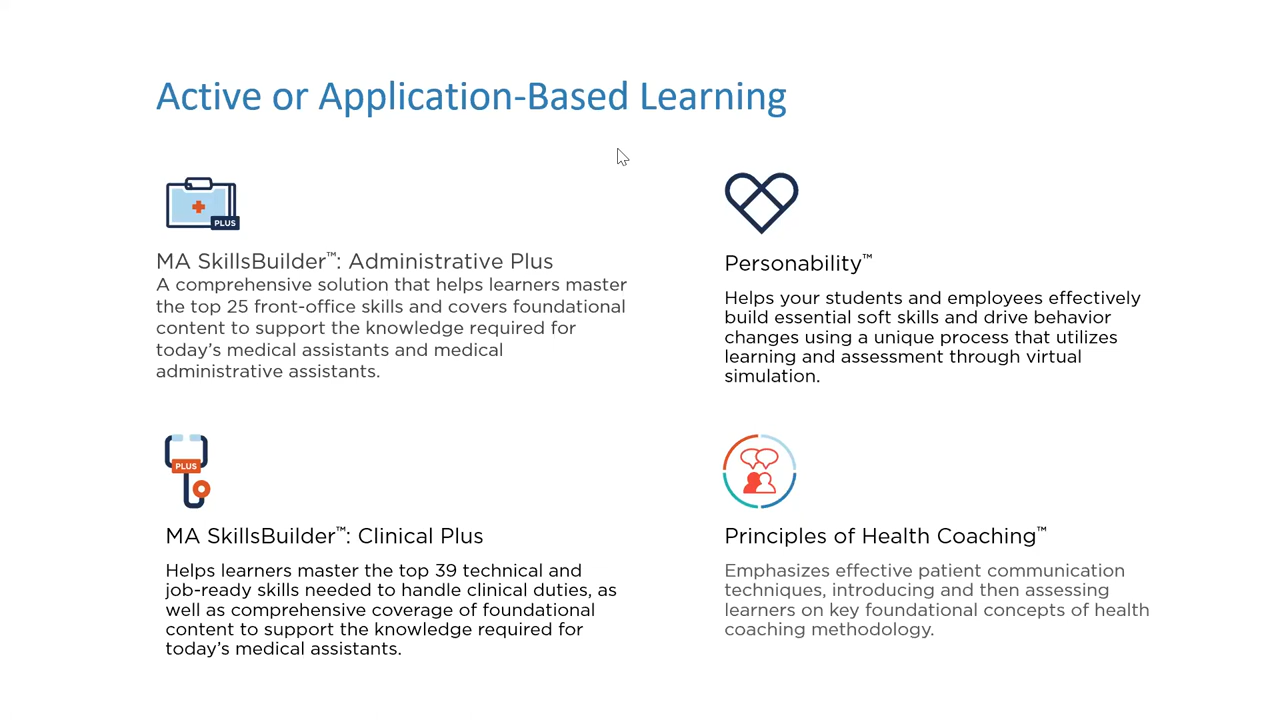 Active or Application-Based Learning
PLUS
MA SkillsBuilder™: Administrative Plus
A comprehensive solution that helps learners master
the top 25 front-office skills and covers foundational
content to support the knowledge required for
today's medical assistants and medical
administrative assistants.
Personability™
Helps your students and employees effectively
build essential soft skills and drive behavior
changes using a unique process that utilizes
learning and assessment through virtual
simulation.
PLUS
MA SkillsBuilder™: Clinical Plus
Helps learners master the top 39 technical and
job-ready skills needed to handle clinical duties, as
well as comprehensive coverage of foundational
content to support the knowledge required for
today's medical assistants.
Principles of Health Coaching™
Emphasizes effective patient communication
techniques, introducing and then assessing
learners on key foundational concepts of health
coaching methodology.